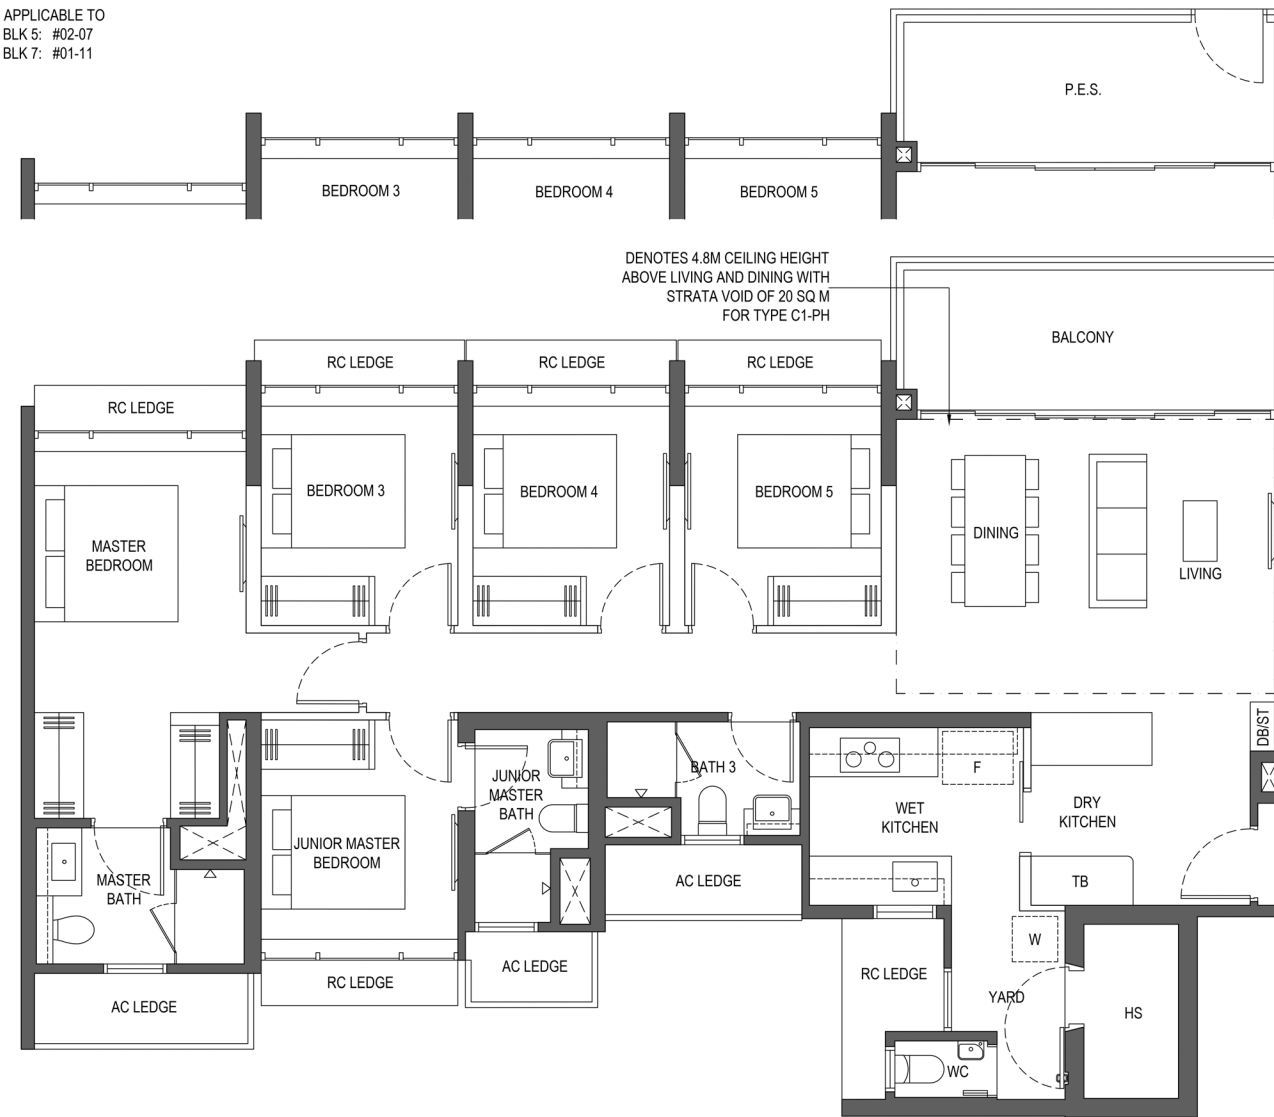 APPLICABLE TO
BLK 5: #02-07
BLK 7: #01-11
P.E.S.
BEDROOM 3
BEDROOM 4
BEDROOM 5
DENOTES 4.8M CEILING HEIGHT
ABOVE LIVING AND DINING WITH
STRATA VOID OF 20 SQ M
FOR TYPE C1-PH
BALCONY
RC LEDGE
RC LEDGE
RC LEDGE
RC LEDGE
BEDROOM 3
BEDROOM 4
BEDROOM 5
MASTER
BEDROOM
DINING
LIVING
DB/ST
JUNIOR
MASTER
BATH
BATH 3
F
WET
KITCHEN
DRY
KITCHEN
JUNIOR MASTER
BEDROOM
MASTER
BATH
AC LEDGE
TB
W
AC LEDGE
RC LEDGE
RC LEDGE
AC LEDGE
YARD
HS
WC